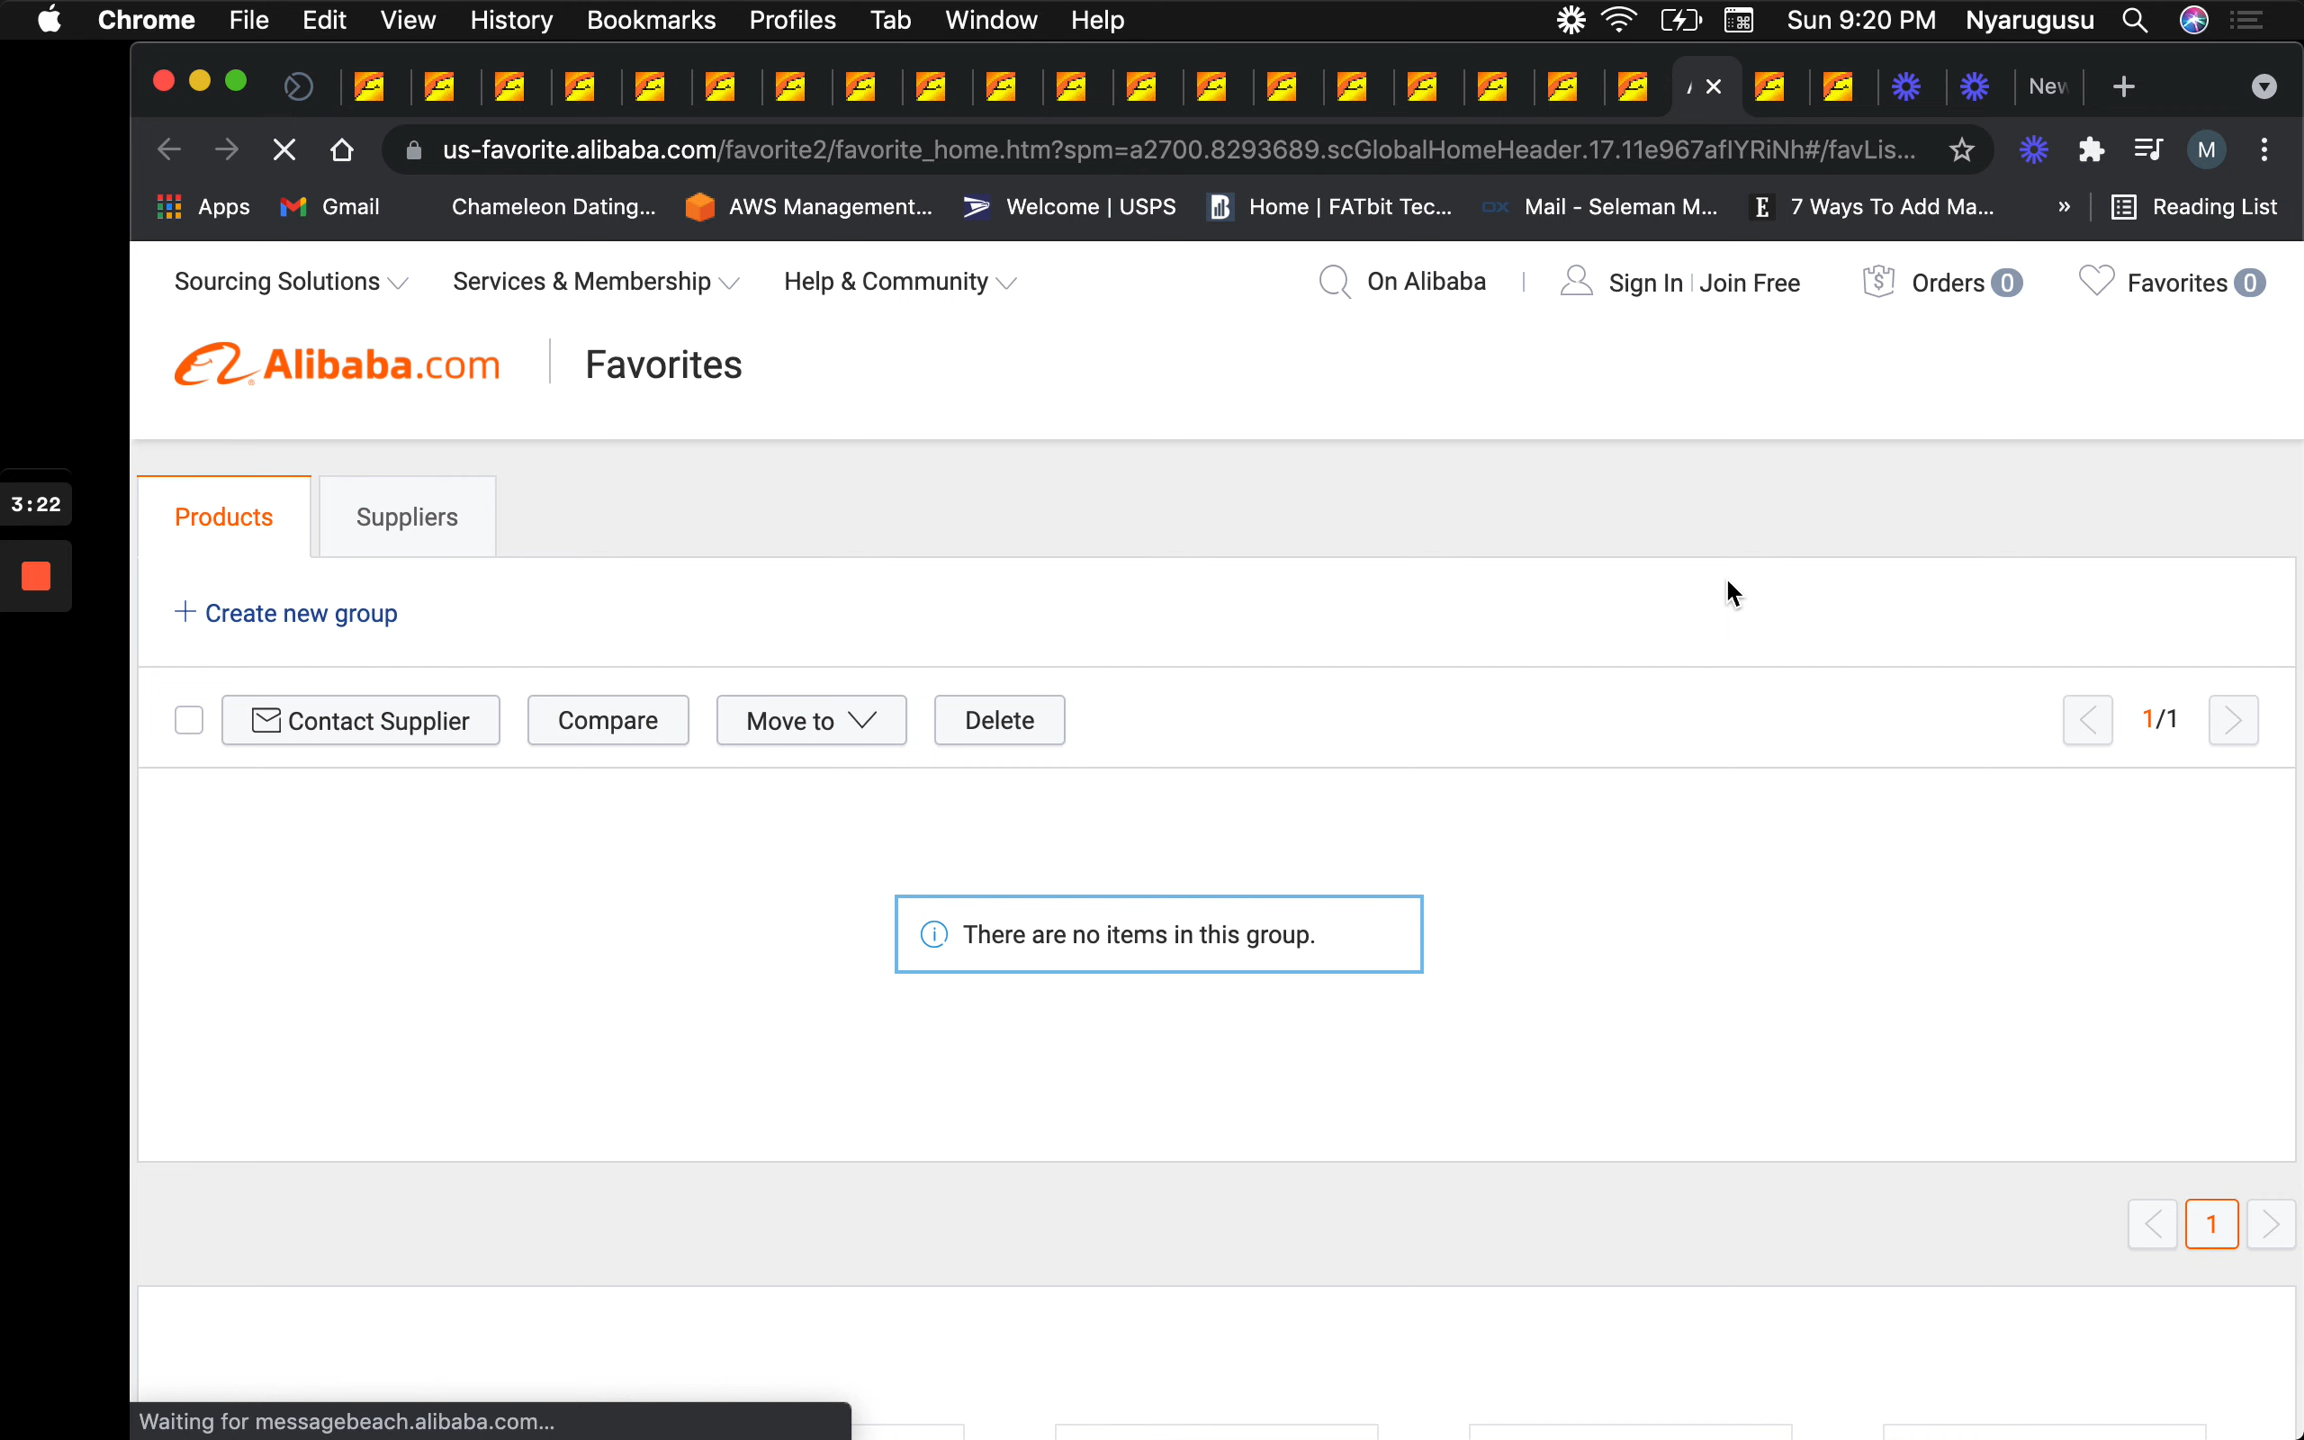 Chrome File Edit View History Bookmarks Profiles Tab Window Help Sun 9:20 PM Nyarugusu
New
us-favorite.alibaba.com/favorite2/favorite_home.htm?spm=a2700.8293689.scGlobalHomeHeader.17.11e967aflYRiNh#/favLis... M
Apps Gmail Chameleon Dating... AWS Management... Welcome | USPS Home | FATbit Tec... Mail - Seleman M... E 7 Ways To Add Ma... » Reading List
Sourcing Solutions Services & Membership Help & Community On Alibaba | Sign In | Join Free Orders 0 Favorites 0
Alibaba.com | Favorites
3:22
Products Suppliers
+ Create new group
Contact Supplier Compare Move to Delete 1/1
There are no items in this group.
1
Waiting for messagebeach.alibaba.com...